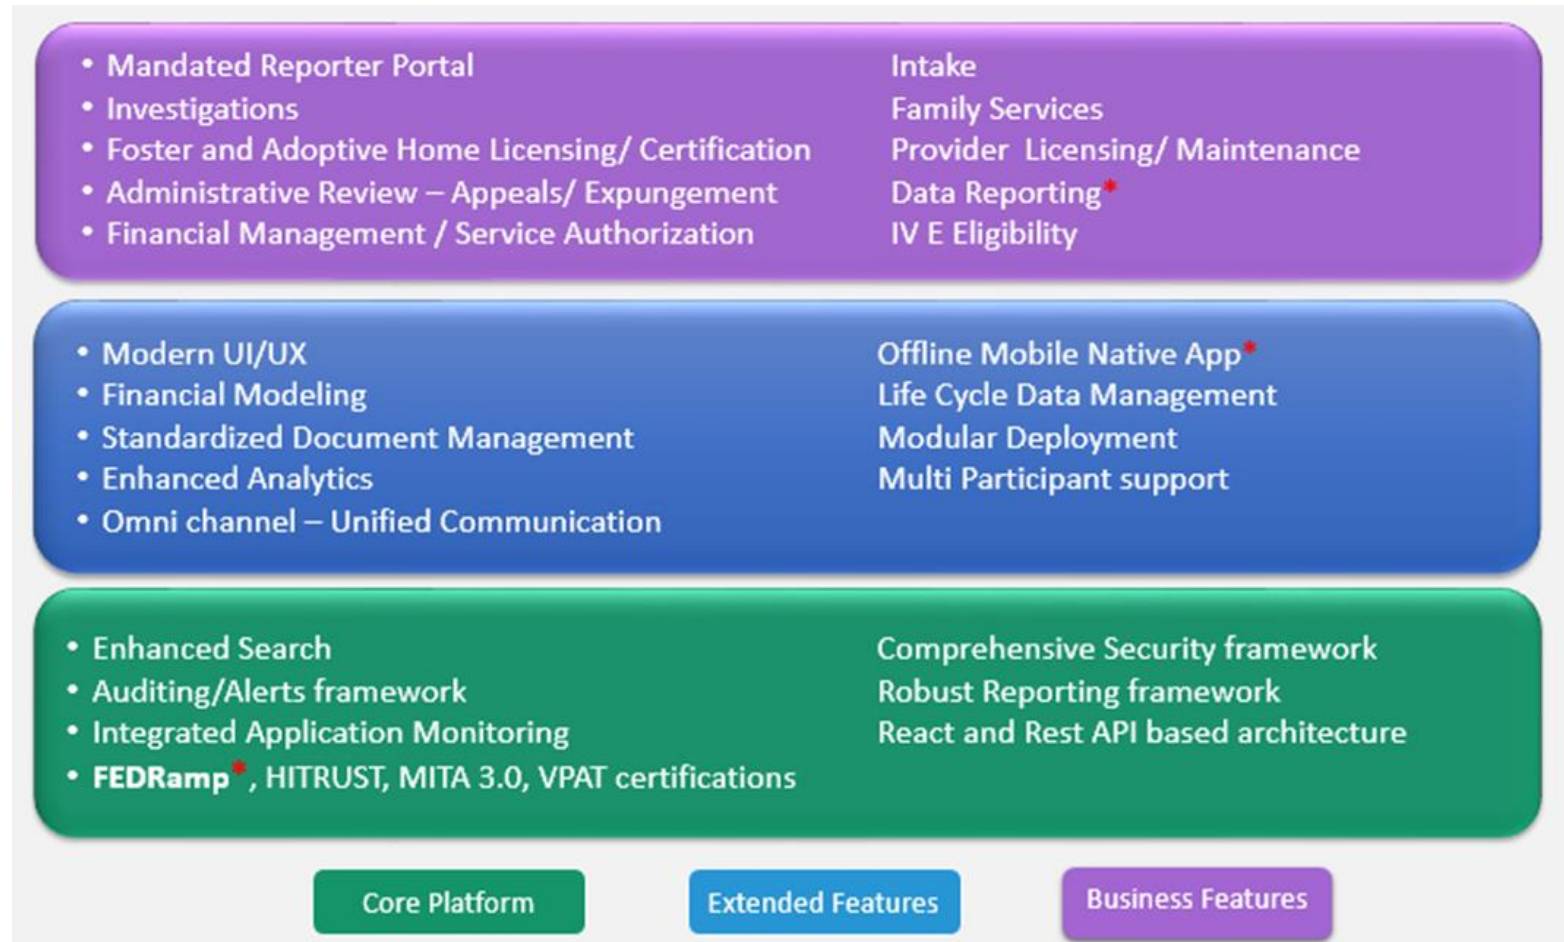 • Mandated Reporter Portal
• Investigations
• Foster and Adoptive Home Licensing/ Certification
• Administrative Review – Appeals/ Expungement
• Financial Management / Service Authorization
Intake
Family Services
Provider Licensing/ Maintenance
Data Reporting*
IV E Eligibility
• Modern UI/UX
• Financial Modeling
• Standardized Document Management
• Enhanced Analytics
• Omni channel – Unified Communication
Offline Mobile Native App*
Life Cycle Data Management
Modular Deployment
Multi Participant support
• Enhanced Search
• Auditing/Alerts framework
• Integrated Application Monitoring
• FEDRamp*, HITRUST, MITA 3.0, VPAT certifications
Comprehensive Security framework
Robust Reporting framework
React and Rest API based architecture
Core Platform
Extended Features
Business Features